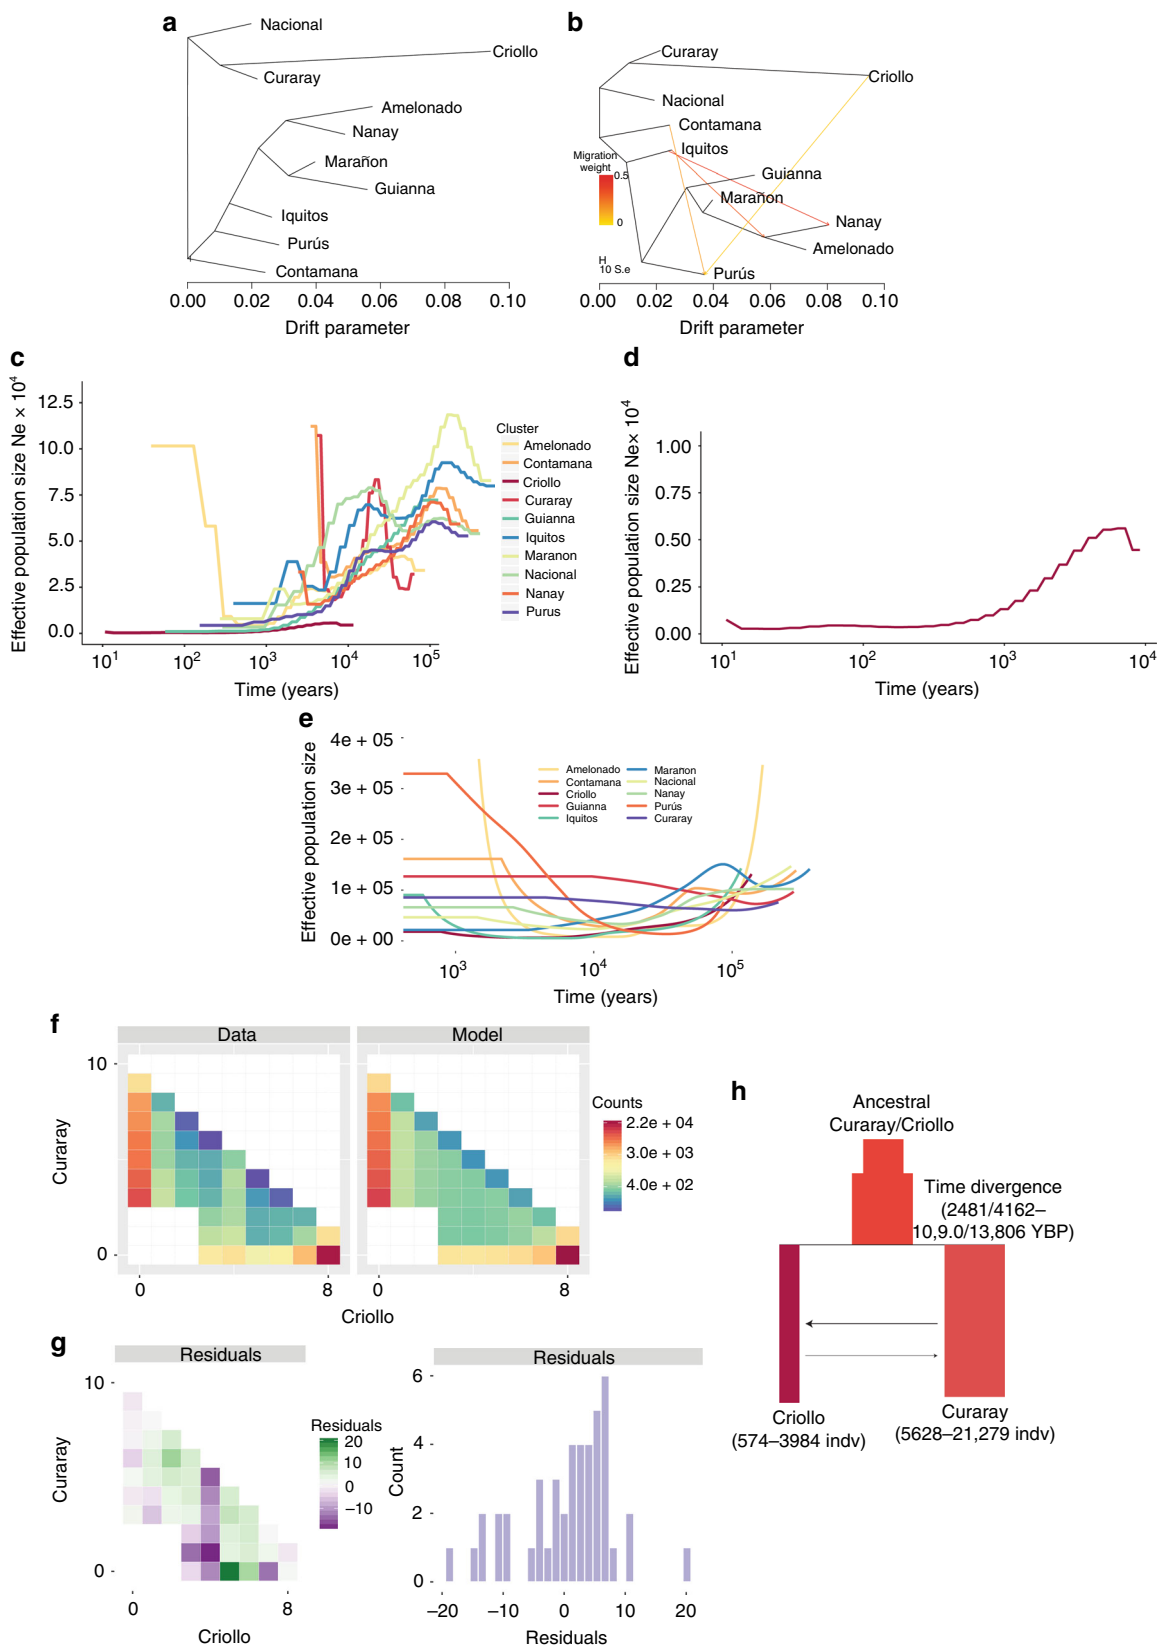 a
Nacional
Criollo
Curaray
Amelonado
Nanay
Marañon
Guianna
Iquitos
Purús
Contamana
0.00 0.02 0.04 0.06 0.08 0.10
Drift parameter
b
Curaray
Criollo
Nacional
Contamana
Iquitos
Migration
weight
0.5
0
Guianna
Marañon
Nanay
Amelonado
H
10 S.e
Purús
0.00 0.02 0.04 0.06 0.08 0.10
Drift parameter
c
Effective population size Ne × 10⁴
12.5
10.0
7.5
5.0
2.5
0.0
10¹ 10² 10³ 10⁴ 10⁵
Time (years)
Cluster
Amelonado
Contamana
Criollo
Curaray
Guianna
Iquitos
Maranon
Nacional
Nanay
Purus
d
Effective population size Ne× 10⁴
1.00
0.75
0.50
0.25
0.00
10¹ 10² 10³ 10⁴
Time (years)
e
Effective population size
4e + 05
3e + 05
2e + 05
1e + 05
0e + 00
10³ 10⁴ 10⁵
Time (years)
Amelonado
Contamana
Criollo
Guianna
Iquitos
Marañon
Nacional
Nanay
Purús
Curaray
f
Data
Model
Curaray
10
0
0 8
0 8
Criollo
Counts
2.2e + 04
3.0e + 03
4.0e + 02
g
Residuals
Curaray
10
0
0 8
Criollo
Residuals
20
10
0
−10
Residuals
Count
6
4
2
0
−20 −10 0 10 20
Residuals
h
Ancestral
Curaray/Criollo
Time divergence
(2481/4162–
10,9.0/13,806 YBP)
Criollo
(574–3984 indv)
Curaray
(5628–21,279 indv)